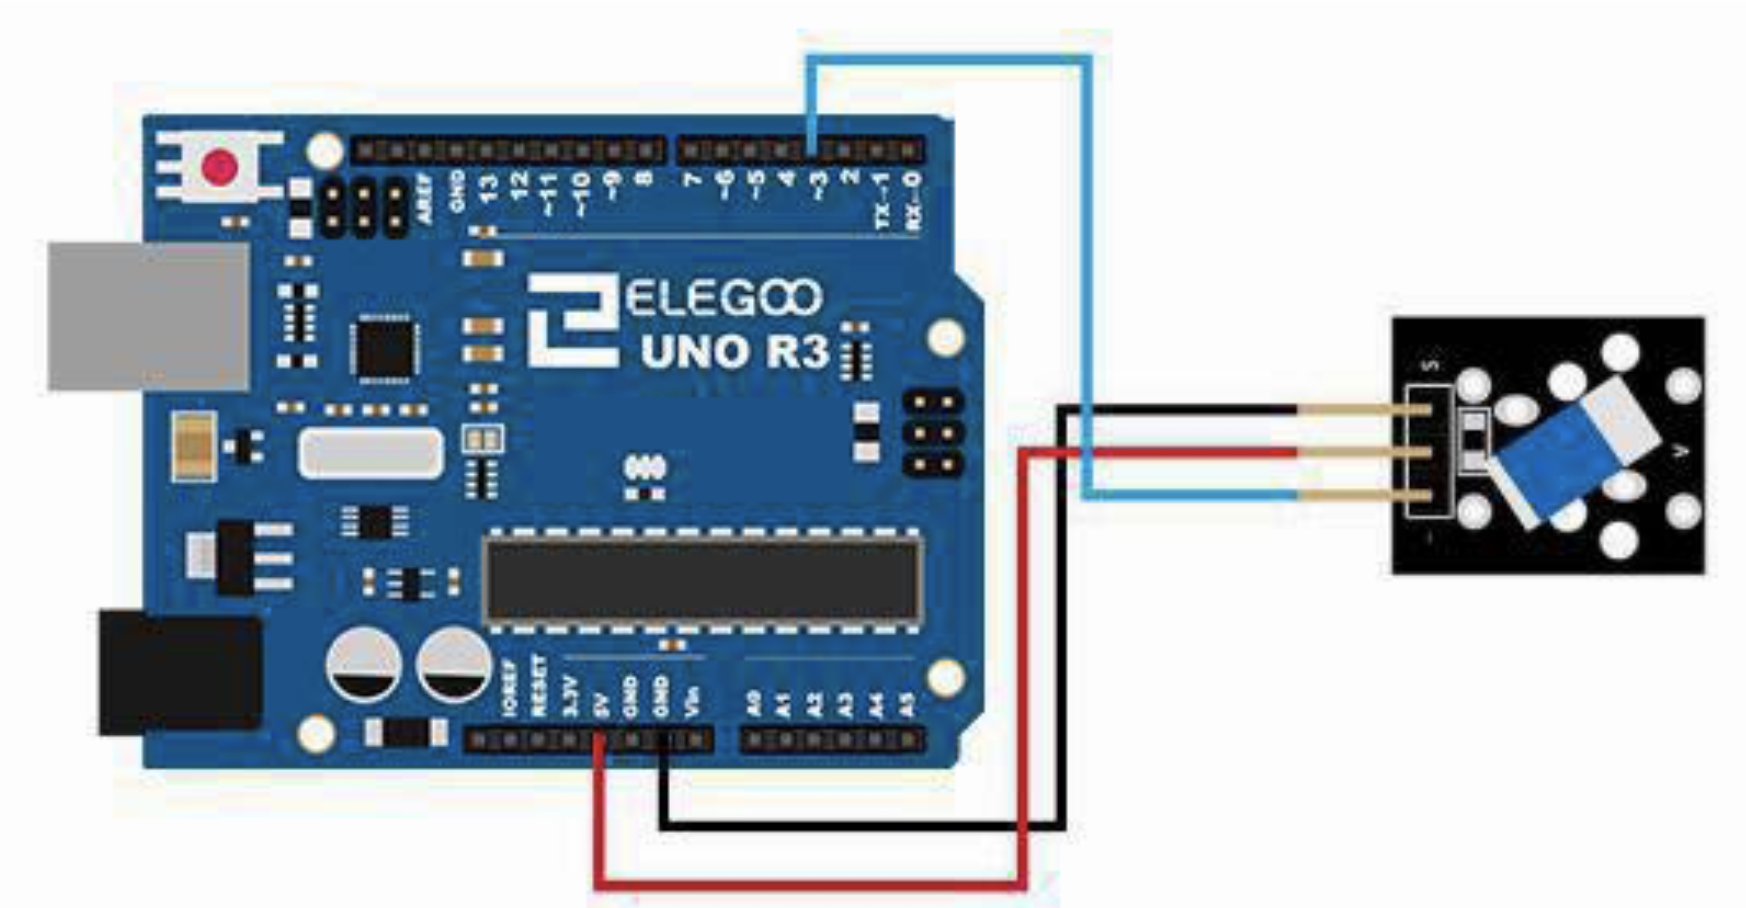 AREF GND 13 12 ~11 ~10 ~9 8 7 ~6 ~5 4 ~3 2 TX→1 RX←0
ELEGOO
UNO R3
S
V
-
IOREF RESET 3.3V 5V GND GND Vin A0 A1 A2 A3 A4 A5